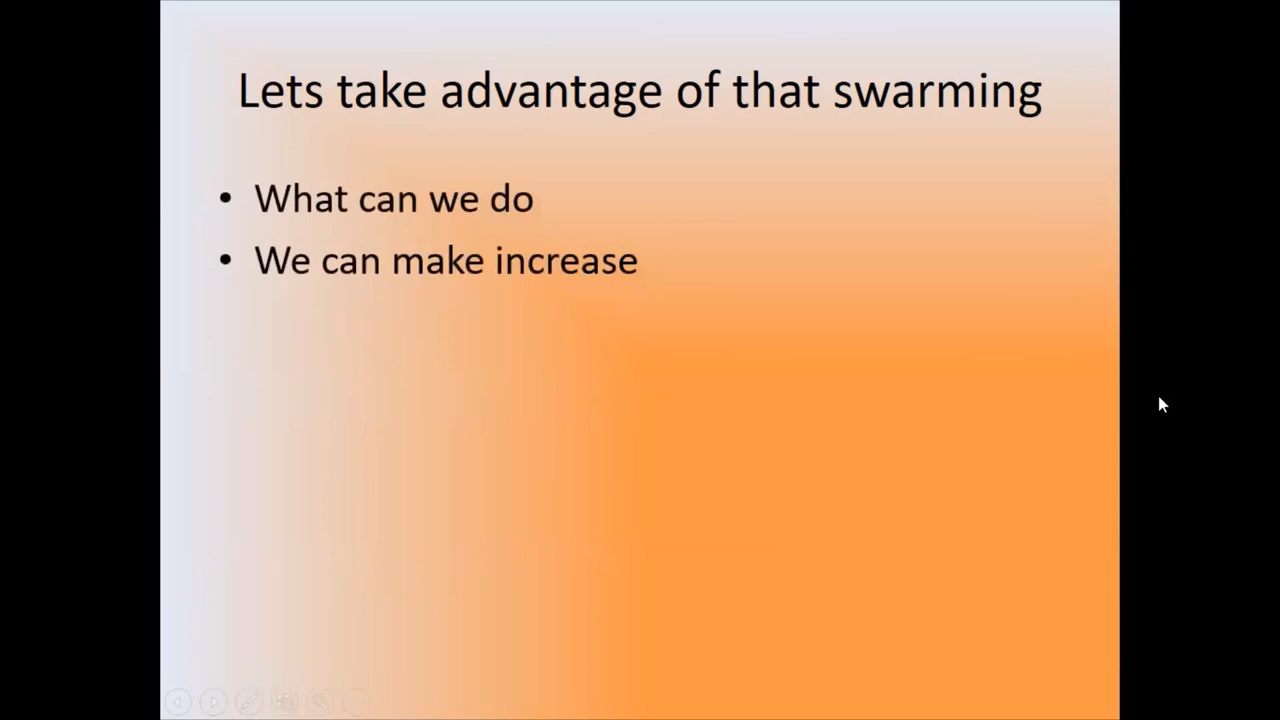 Lets take advantage of that swarming
• What can we do
• We can make increase